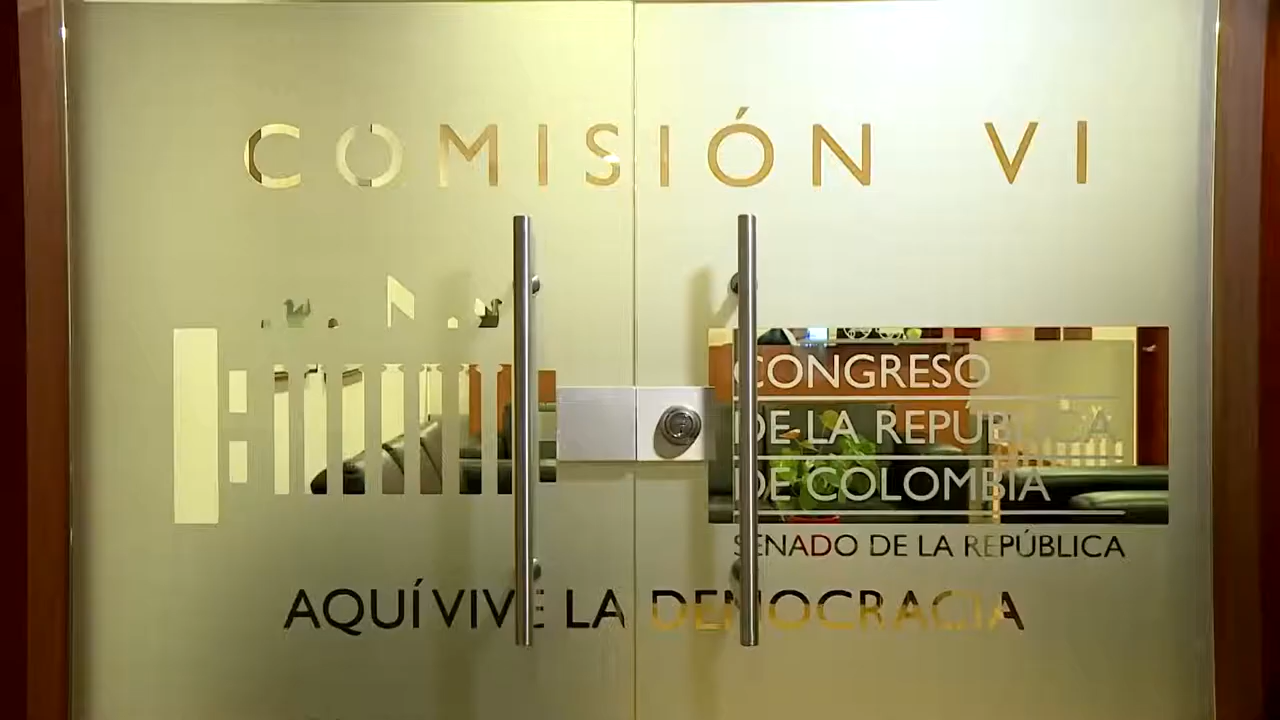 COMISIÓN VI
CONGRESO
DE LA REPÚBLICA
DE COLOMBIA
SENADO DE LA REPÚBLICA
AQUÍ VIVE LA DEMOCRACIA